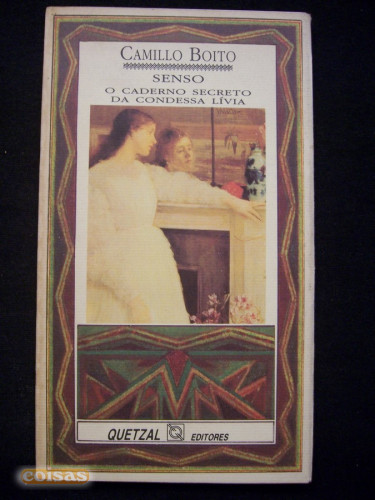 CAMILLO BOITO
SENSO
O CADERNO SECRETO
DA CONDESSA LÍVIA
QUETZAL EDITORES
coisas